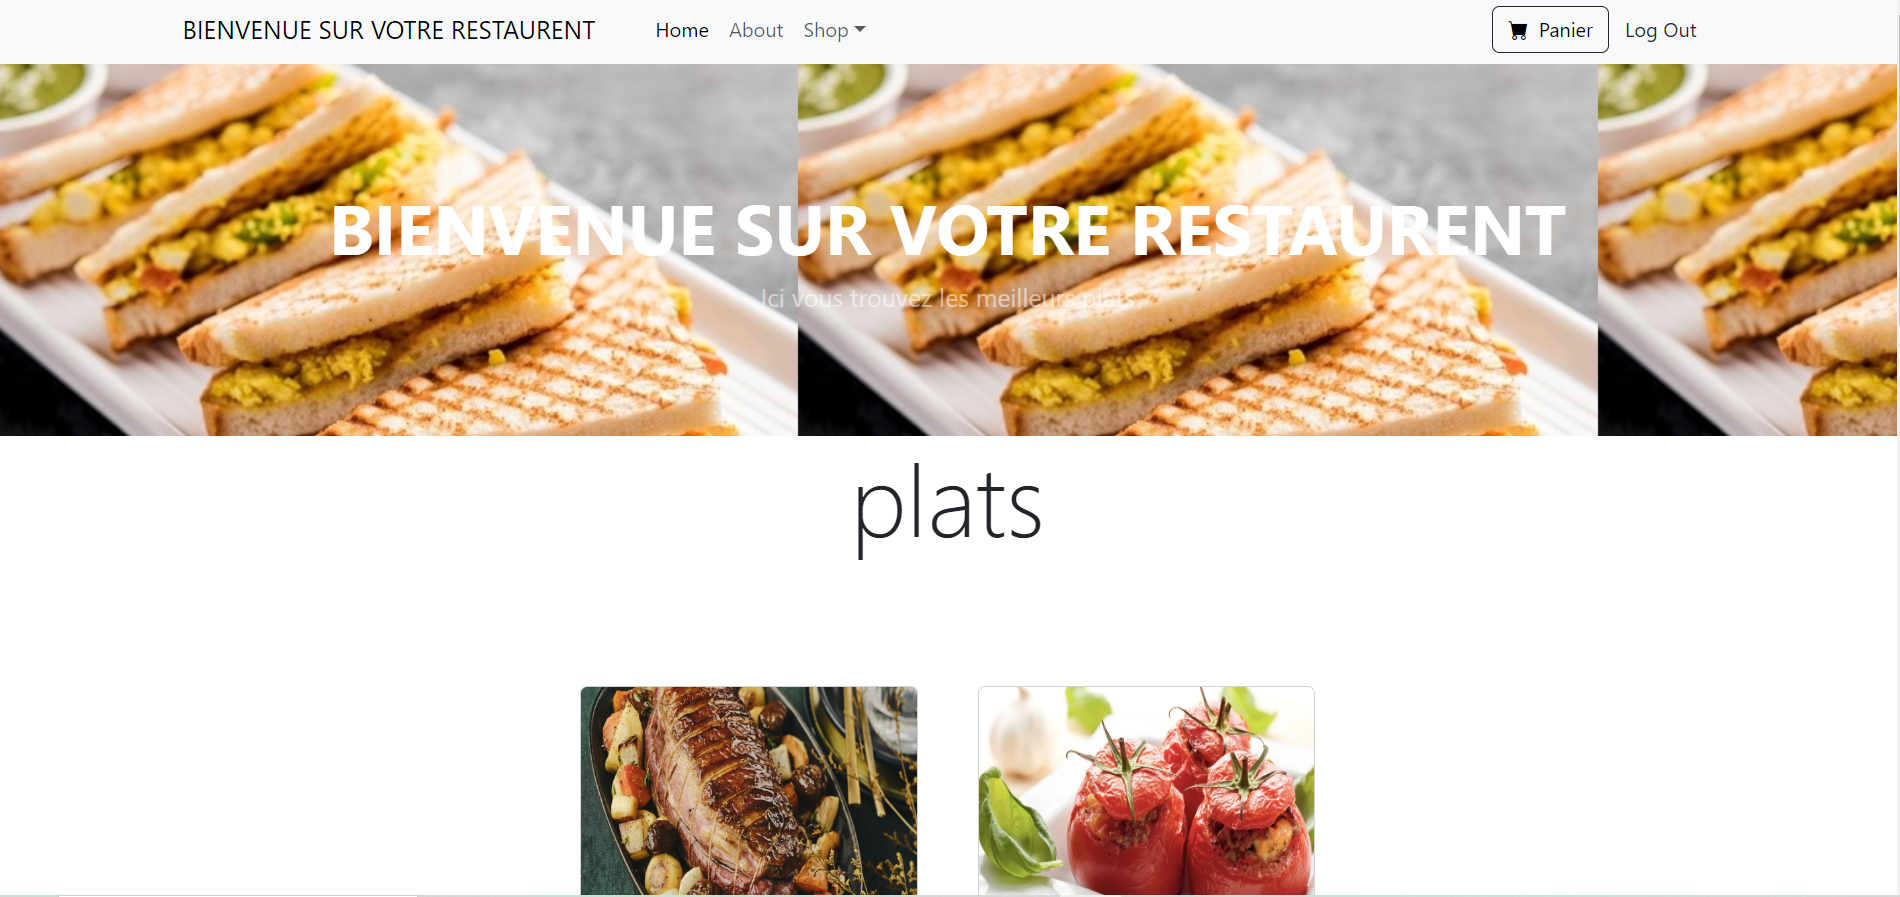 BIENVENUE SUR VOTRE RESTAURENT
Home About Shop
Panier
Log Out
BIENVENUE SUR VOTRE RESTAURENT
Ici vous trouvez les meilleurs plats
plats